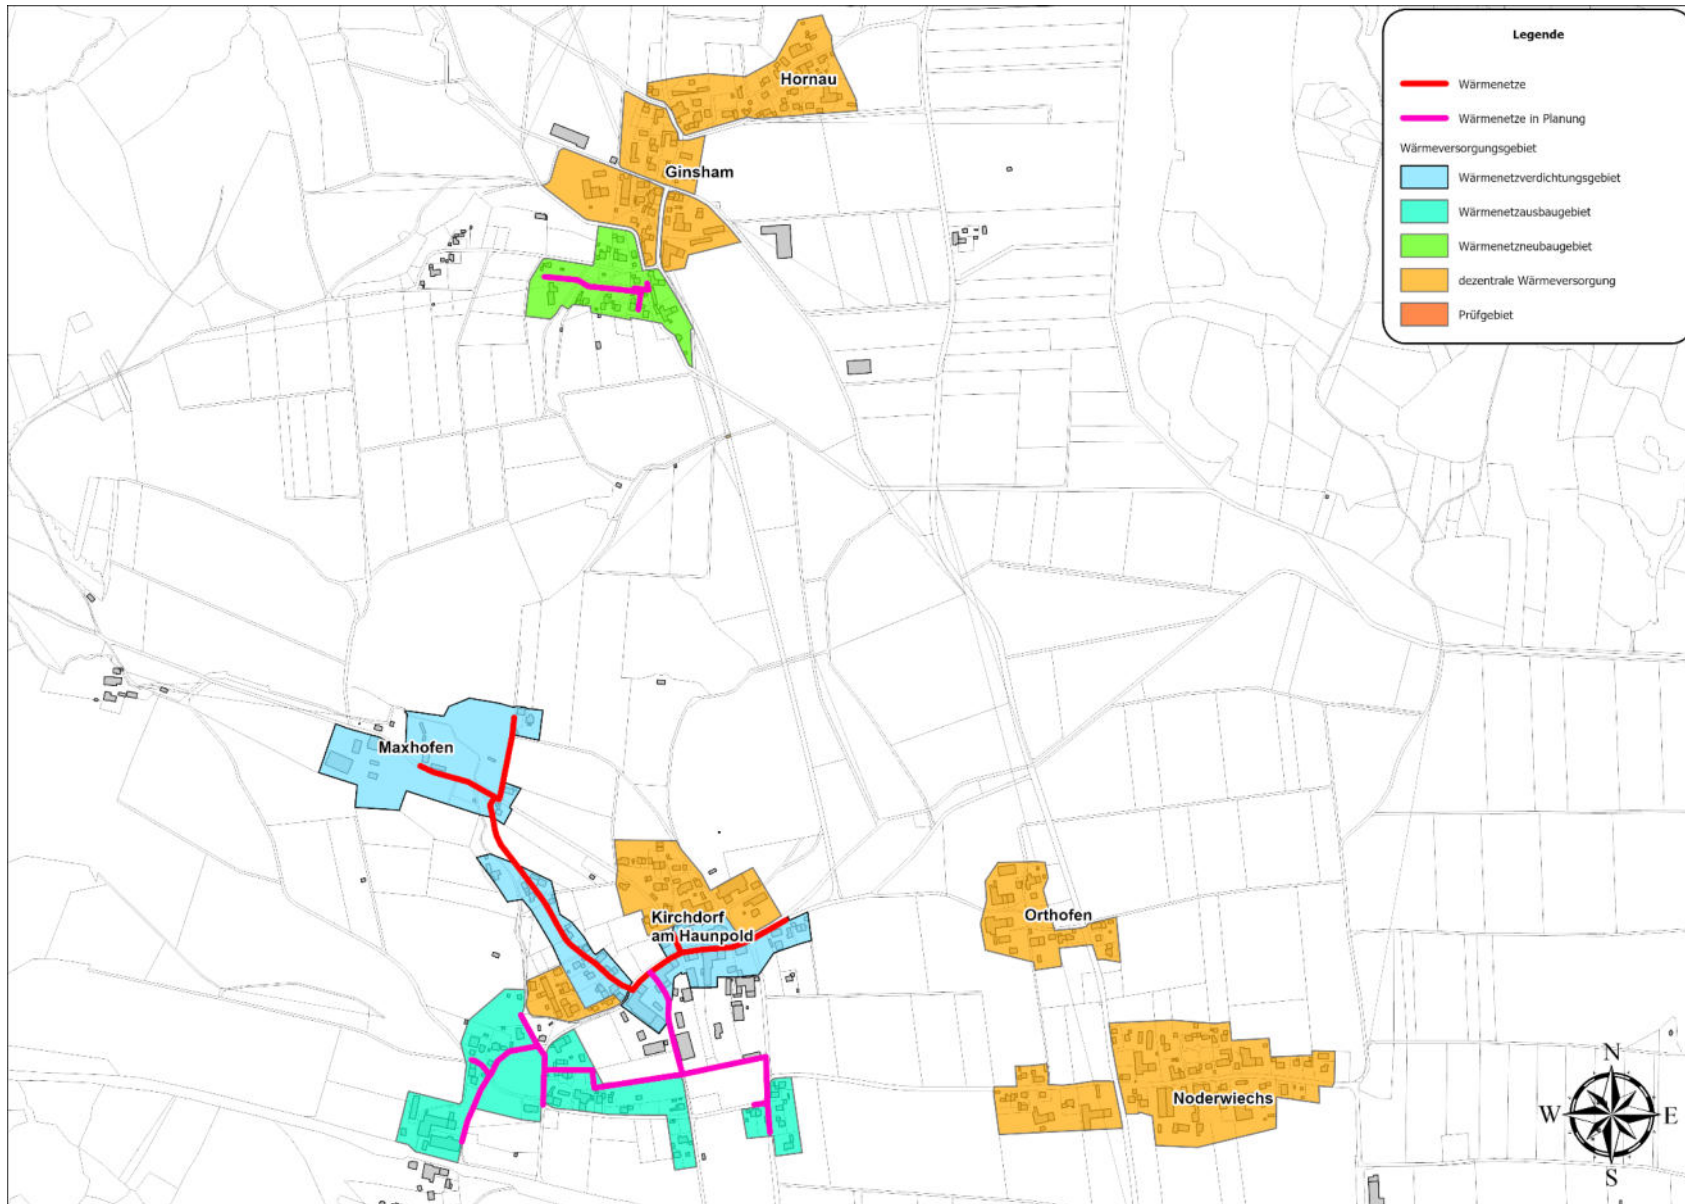 Legende
Wärmenetze
Wärmenetze in Planung
Wärmeversorgungsgebiet
Wärmenetzverdichtungsgebiet
Wärmenetzausbaugebiet
Wärmenetzneubaugebiet
dezentrale Wärmeversorgung
Prüfgebiet
Hornau
Ginsham
Maxhofen
Kirchdorf
am Haunpold
Orthofen
Noderwiechs
N
W E
S